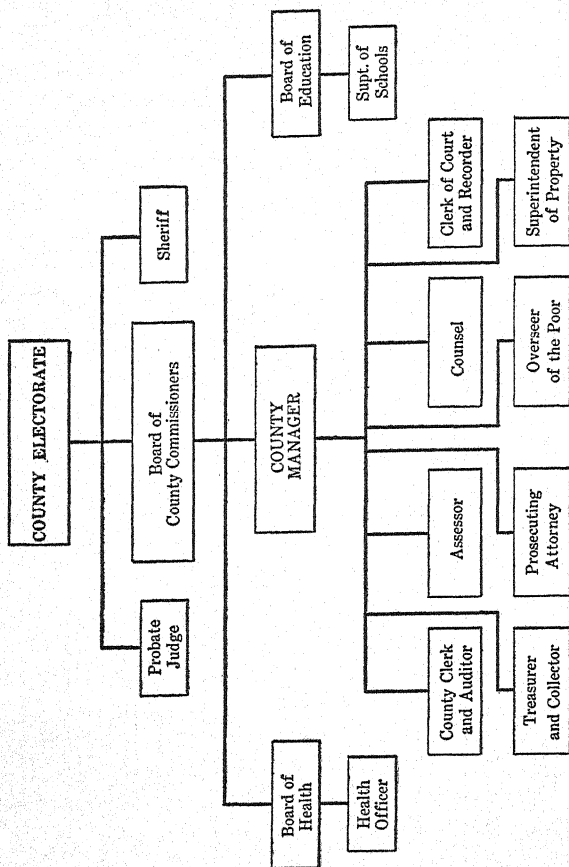 COUNTY ELECTORATE
Probate
Judge
Board of
County Commissioners
Sheriff
Board of
Health
COUNTY
MANAGER
Board of
Education
Health
Officer
Supt. of
Schools
County Clerk
and Auditor
Assessor
Counsel
Clerk of Court
and Recorder
Treasurer
and Collector
Prosecuting
Attorney
Overseer
of the Poor
Superintendent
of Property